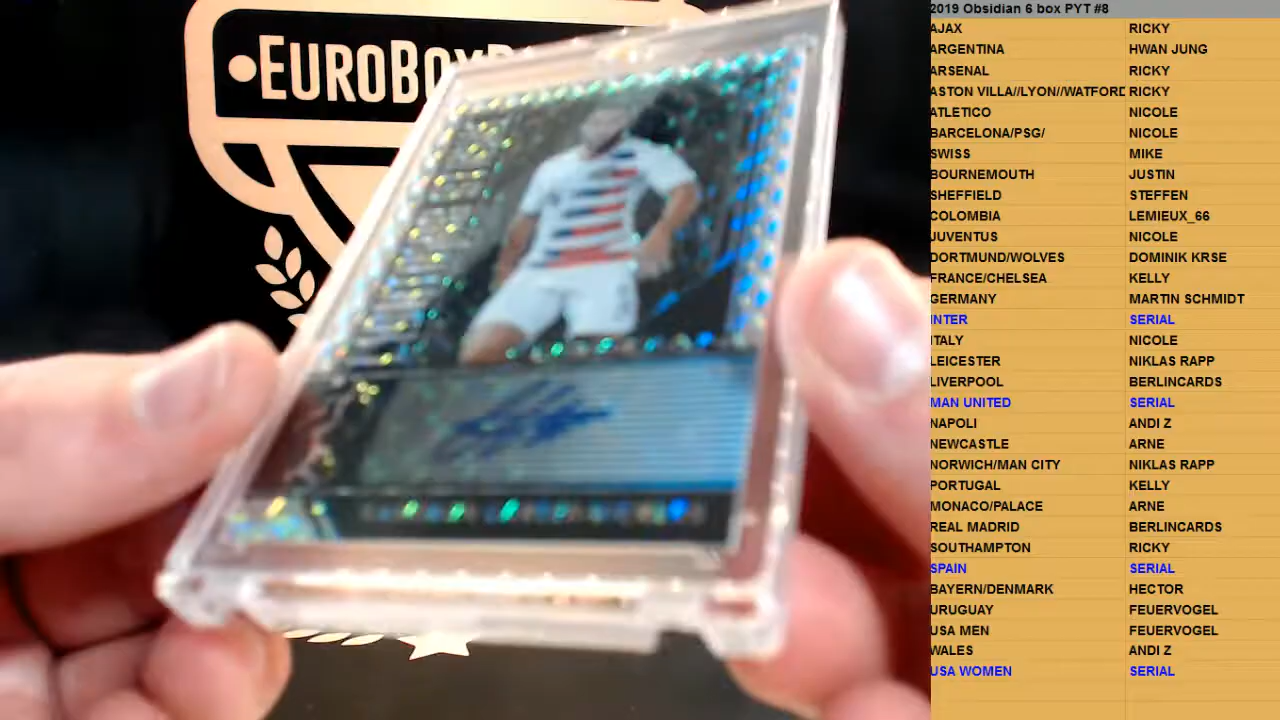 EUROBOX
2019 Obsidian 6 box PYT #8
AJAX RICKY
ARGENTINA HWAN JUNG
ARSENAL RICKY
ASTON VILLA//LYON//WATFORD RICKY
ATLETICO NICOLE
BARCELONA/PSG/ NICOLE
SWISS MIKE
BOURNEMOUTH JUSTIN
SHEFFIELD STEFFEN
COLOMBIA LEMIEUX_66
JUVENTUS NICOLE
DORTMUND/WOLVES DOMINIK KRSE
FRANCE/CHELSEA KELLY
GERMANY MARTIN SCHMIDT
INTER SERIAL
ITALY NICOLE
LEICESTER NIKLAS RAPP
LIVERPOOL BERLINCARDS
MAN UNITED SERIAL
NAPOLI ANDI Z
NEWCASTLE ARNE
NORWICH/MAN CITY NIKLAS RAPP
PORTUGAL KELLY
MONACO/PALACE ARNE
REAL MADRID BERLINCARDS
SOUTHAMPTON RICKY
SPAIN SERIAL
BAYERN/DENMARK HECTOR
URUGUAY FEUERVOGEL
USA MEN FEUERVOGEL
WALES ANDI Z
USA WOMEN SERIAL